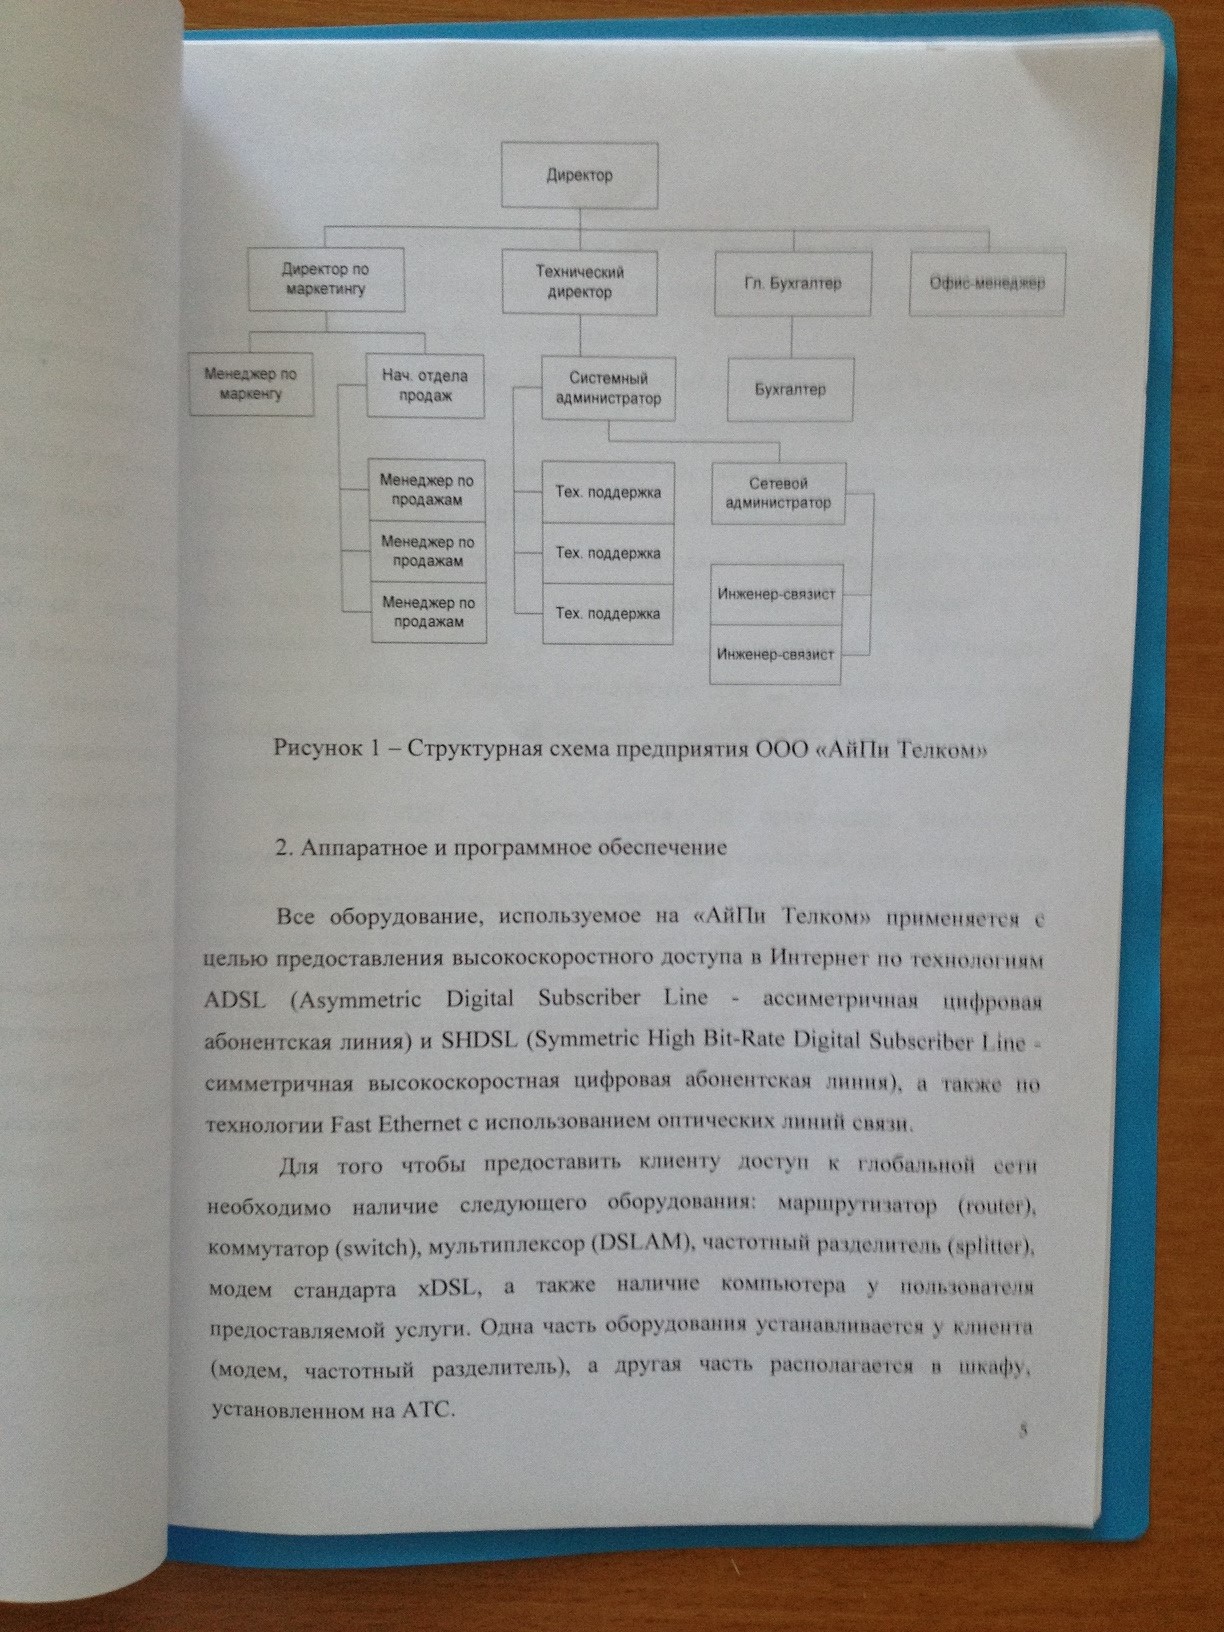 Директор
Директор по
маркетингу
Технический
директор
Гл. Бухгалтер
Офис-менеджер
Менеджер по
маркенгу
Нач. отдела
продаж
Системный
администратор
Бухгалтер
Менеджер по
продажам
Менеджер по
продажам
Менеджер по
продажам
Тех. поддержка
Тех. поддержка
Тех. поддержка
Сетевой
администратор
Инженер-связист
Инженер-связист
Рисунок 1 – Структурная схема предприятия ООО «АйПи Телком»
2. Аппаратное и программное обеспечение
Все оборудование, используемое на «АйПи Телком» применяется с
целью предоставления высокоскоростного доступа в Интернет по технологиям
ADSL (Asymmetric Digital Subscriber Line - ассиметричная цифровая
абонентская линия) и SHDSL (Symmetric High Bit-Rate Digital Subscriber Line -
симметричная высокоскоростная цифровая абонентская линия), а также по
технологии Fast Ethernet с использованием оптических линий связи.
Для того чтобы предоставить клиенту доступ к глобальной сети
необходимо наличие следующего оборудования: маршрутизатор (router),
коммутатор (switch), мультиплексор (DSLAM), частотный разделитель (splitter),
модем стандарта xDSL, а также наличие компьютера у пользователя
предоставляемой услуги. Одна часть оборудования устанавливается у клиента
(модем, частотный разделитель), а другая часть располагается в шкафу,
установленном на АТС.
5